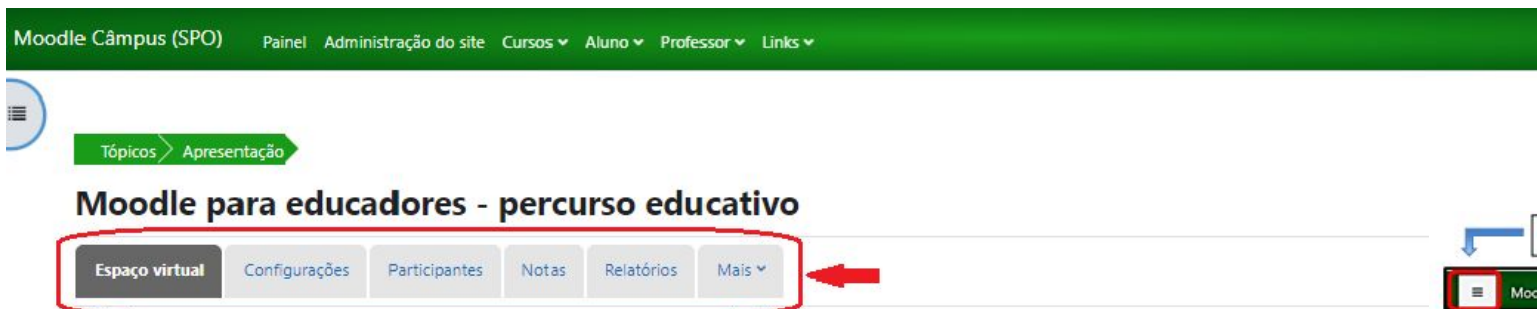 Moodle Câmpus (SPO) Painel Administração do site Cursos Aluno Professor Links
Tópicos Apresentação
Moodle para educadores - percurso educativo
Espaço virtual Configurações Participantes Notas Relatórios Mais